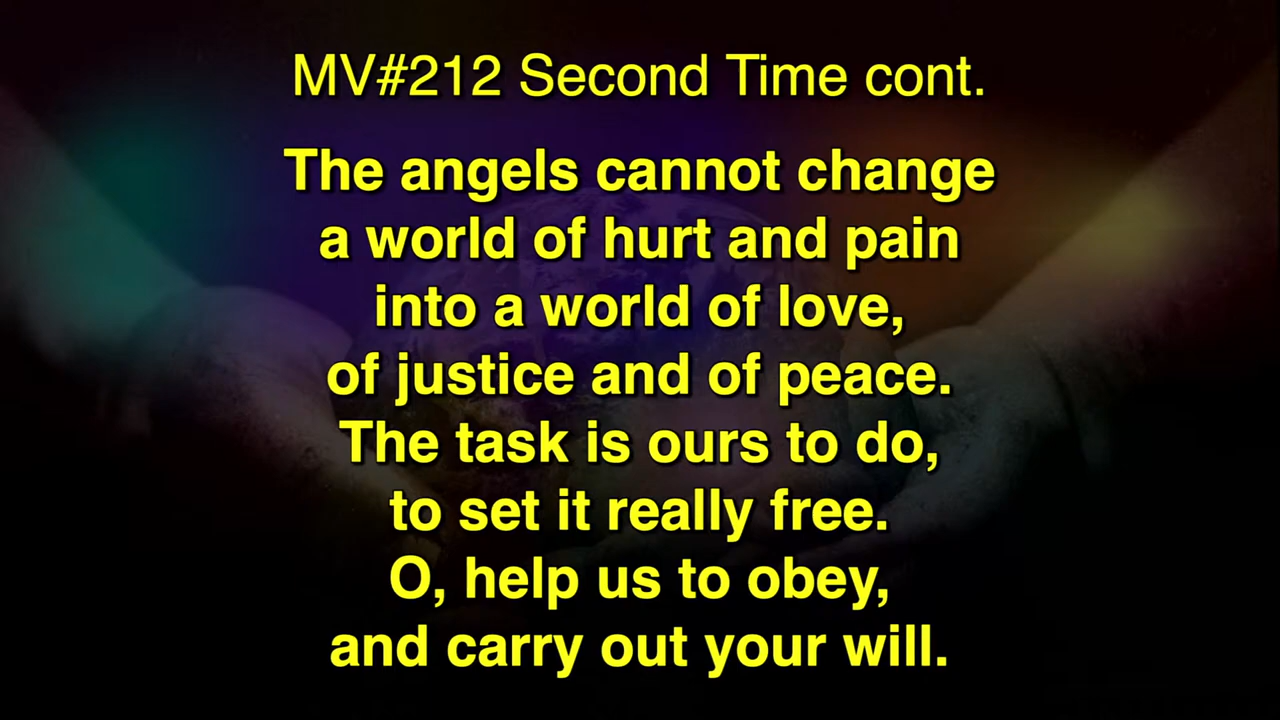 MV#212 Second Time cont.
The angels cannot change
a world of hurt and pain
into a world of love,
of justice and of peace.
The task is ours to do,
to set it really free.
O, help us to obey,
and carry out your will.